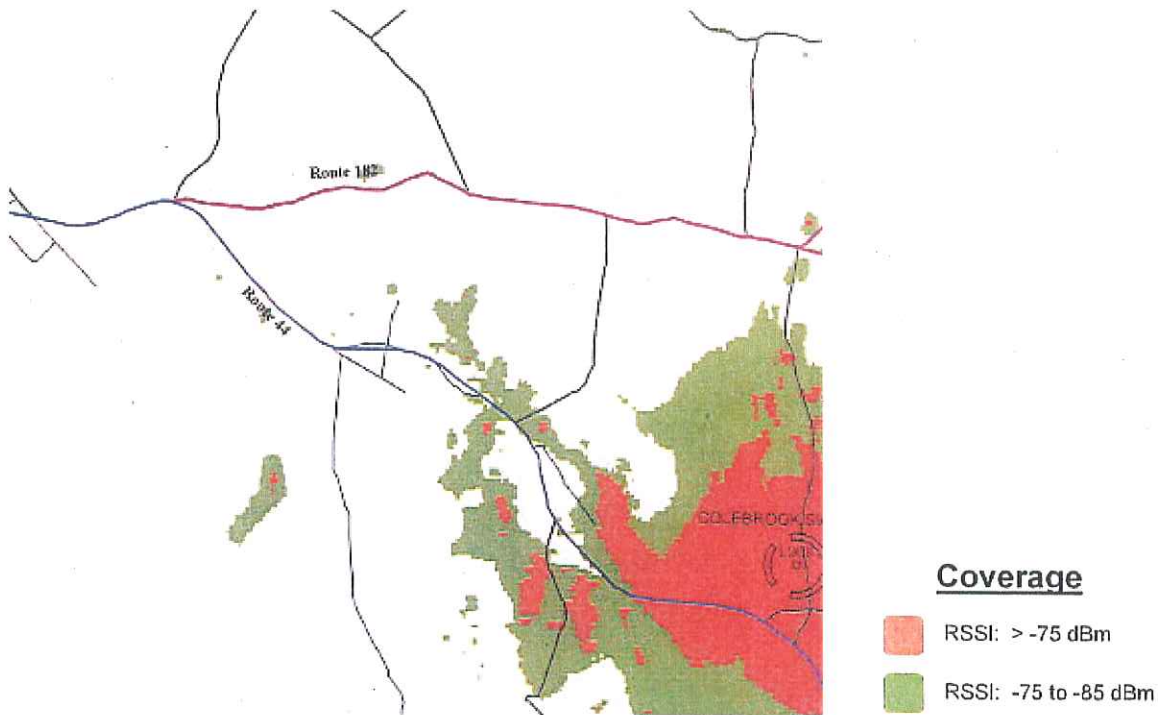 Route 182
Route 44
COLEBROOK
Coverage
RSSI: > -75 dBm
RSSI: -75 to -85 dBm